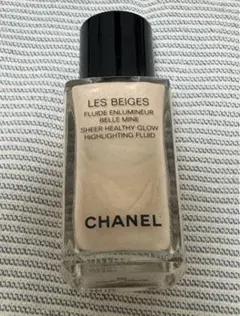 LES BEIGES
FLUIDE ENLUMINEUR
BELLE MINE
SHEER HEALTHY GLOW
HIGHLIGHTING FLUID
CHANEL